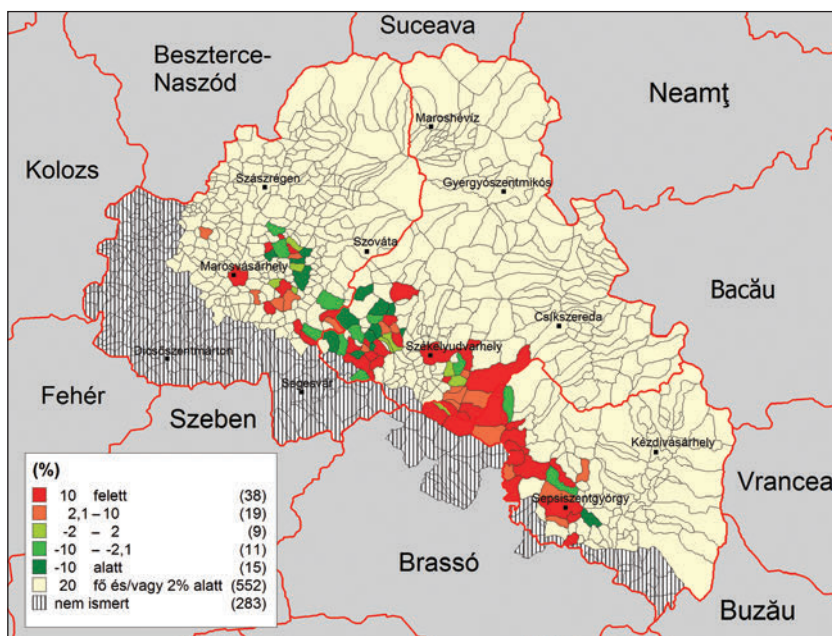 Suceava
Beszterce-
Naszód
Neamţ
Maroshévíz
Kolozs
Szászrégen
Gyergyószentmikós
Szováta
Marosvásárhely
Bacău
Csíkszereda
Dicsőszentmárton
Székelyudvarhely
Segesvár
Fehér
Szeben
Kézdivásárhely
Vrancea
Sepsiszentgyörgy
Brassó
Buzău
(%)
10 felett (38)
2,1 – 10 (19)
-2 – 2 (9)
-10 – -2,1 (11)
-10 alatt (15)
20 fő és/vagy 2% alatt (552)
nem ismert (283)